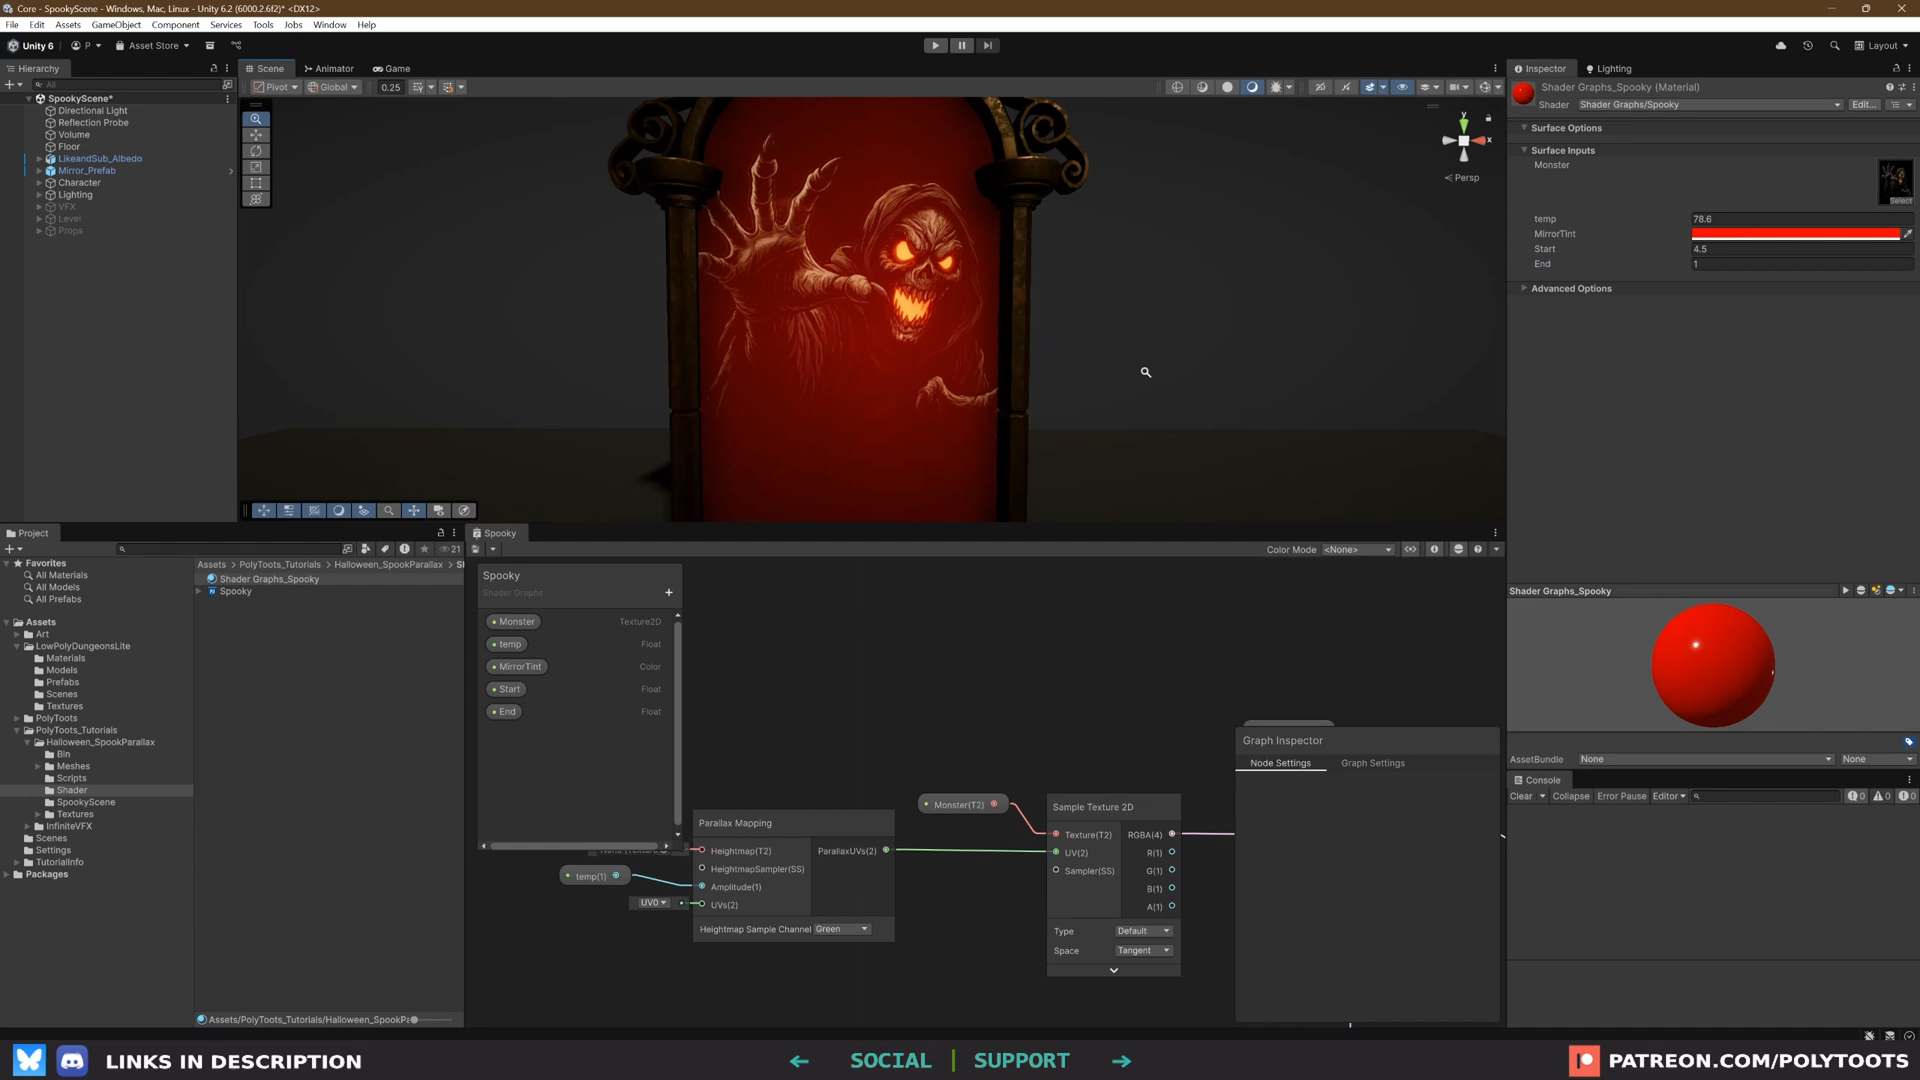 Core - SpookyScene - Windows, Mac, Linux - Unity 6.2 (6000.2.6f2)* <DX12>
File Edit Assets GameObject Component Services Tools Jobs Window Help
Unity 6 P Asset Store Layout
Hierarchy
All
SpookyScene*
Directional Light
Reflection Probe
Volume
Floor
LikeandSub_Albedo
Mirror_Prefab
Character
Lighting
VFX
Level
Props
Scene Animator Game
Pivot Global 0.25
y
x
Persp
Inspector Lighting
Shader Graphs_Spooky (Material)
Shader Shader Graphs/Spooky Edit...
Surface Options
Surface Inputs
Monster
Select
temp 78.6
MirrorTint
Start 4.5
End 1
Advanced Options
Project
21
Favorites
All Materials
All Models
All Prefabs
Assets
Art
LowPolyDungeonsLite
Materials
Models
Prefabs
Scenes
Textures
PolyToots
PolyToots_Tutorials
Halloween_SpookParallax
Bin
Meshes
Scripts
Shader
SpookyScene
Textures
InfiniteVFX
Scenes
Settings
TutorialInfo
Packages
Assets PolyToots_Tutorials Halloween_SpookParallax
Shader Graphs_Spooky
Spooky
Assets/PolyToots_Tutorials/Halloween_SpookPa
Spooky
Color Mode <None>
Spooky
Shader Graphs
Monster Texture2D
temp Float
MirrorTint Color
Start Float
End Float
Parallax Mapping
Heightmap(T2) ParallaxUVs(2)
HeightmapSampler(SS)
temp(1) Amplitude(1)
UV0 UVs(2)
Heightmap Sample Channel Green
Monster(T2)
Sample Texture 2D
Texture(T2) RGBA(4)
UV(2) R(1)
Sampler(SS) G(1)
B(1)
A(1)
Type Default
Space Tangent
Graph Inspector
Node Settings Graph Settings
Shader Graphs_Spooky
AssetBundle None None
Console
Clear Collapse Error Pause Editor 0 0 0
LINKS IN DESCRIPTION
SOCIAL | SUPPORT
PATREON.COM/POLYTOOTS